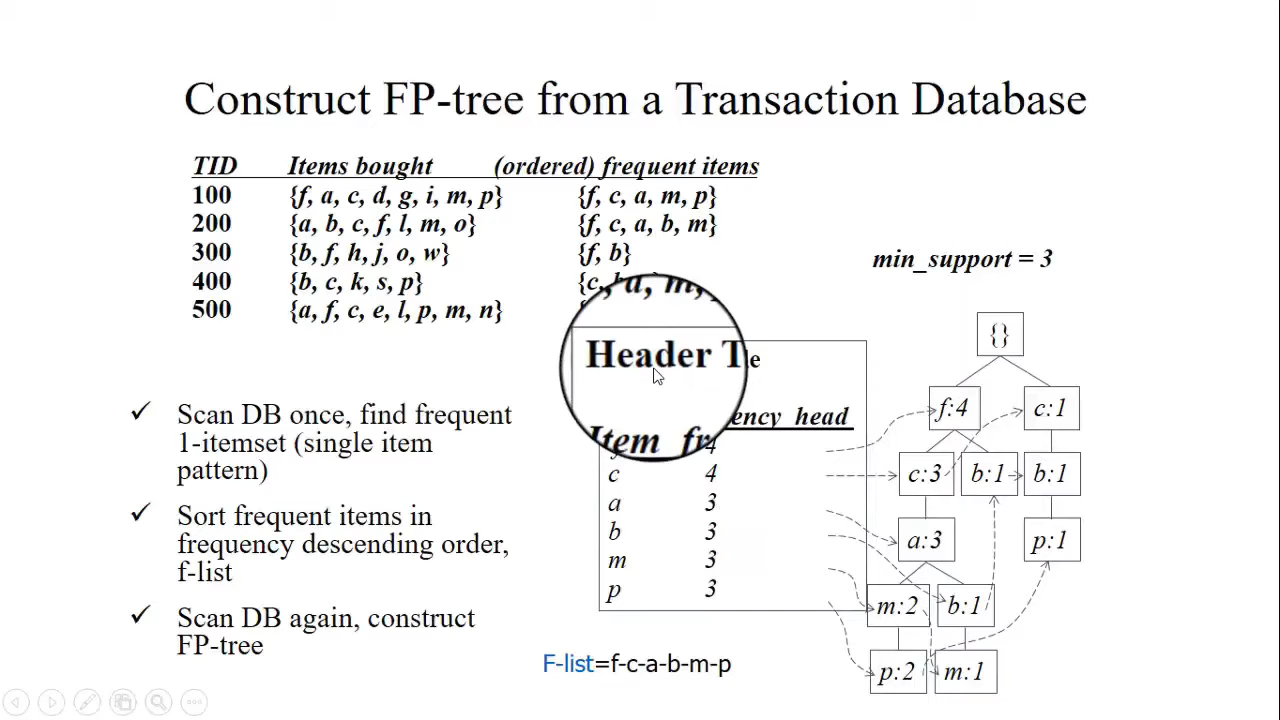 Construct FP-tree from a Transaction Database
TID Items bought (ordered) frequent items
100 {f, a, c, d, g, i, m, p} {f, c, a, m, p}
200 {a, b, c, f, l, m, o} {f, c, a, b, m}
300 {b, f, h, j, o, w} {f, b}
400 {b, c, k, s, p}
500 {a, f, c, e, l, p, m, n}
min_support = 3
Header
head
4
c 4
a 3
b 3
m 3
p 3
F-list=f-c-a-b-m-p
✓ Scan DB once, find frequent
1-itemset (single item
pattern)
✓ Sort frequent items in
frequency descending order,
f-list
✓ Scan DB again, construct
FP-tree
{}
f:4 c:1
c:3 b:1 b:1
a:3 p:1
m:2 b:1
p:2 m:1